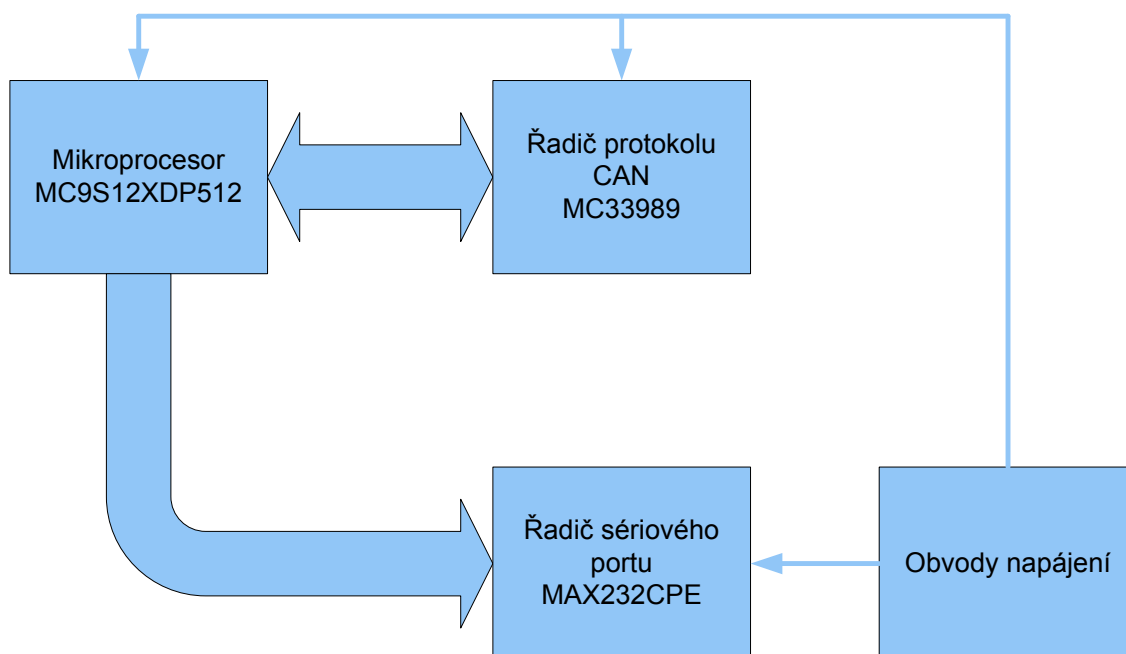 Mikroprocesor
MC9S12XDP512
Řadič protokolu
CAN
MC33989
Řadič sériového
portu
MAX232CPE
Obvody napájení